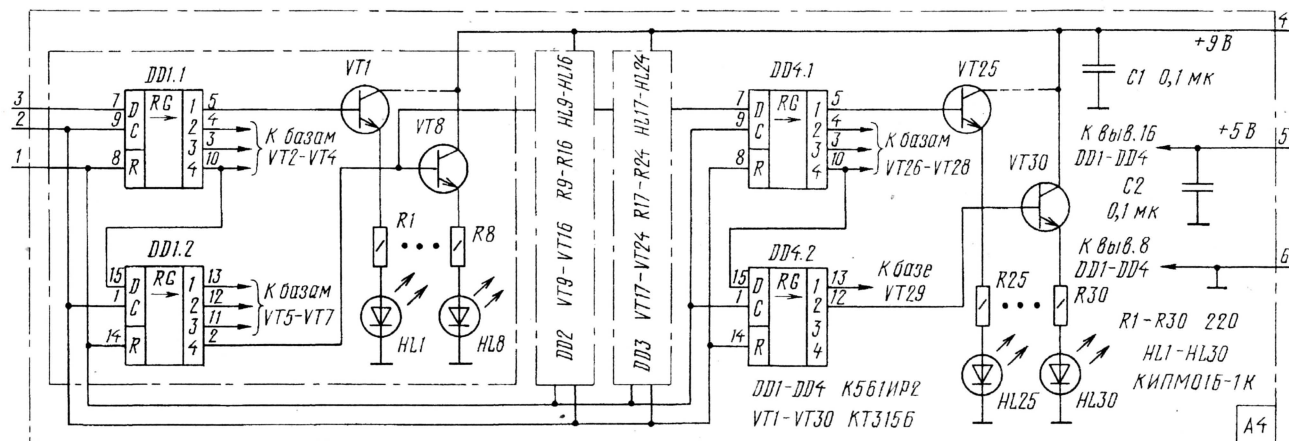 4
+9 В
DD1.1
VT1
DD4.1
VT25
C1 0,1 мк
3
7
D
RG
1
5
2
9
C
2
4
3
3
1
8
R
4
10
К базам
VT2-VT4
VT8
DD2 VT9-VT16 R9-R16 HL9-HL16
DD3 VT17-VT24 R17-R24 HL17-HL24
7
D
RG
1
5
9
C
2
4
3
3
8
R
4
10
К базам
VT26-VT28
VT30
К выв.16
DD1-DD4
+5 В
5
C2
0,1 мк
DD1.2
R1
R8
DD4.2
К выв.8
DD1-DD4
6
15
D
RG
1
13
1
C
2
12
3
11
14
R
4
2
К базам
VT5-VT7
HL1
HL8
15
D
RG
1
13
1
C
2
12
3
14
R
4
К базе
VT29
R25
R30
HL25
HL30
R1-R30 220
HL1-HL30
КИПМ01Б-1К
DD1-DD4 К561ИР2
VT1-VT30 КТ315Б
А4